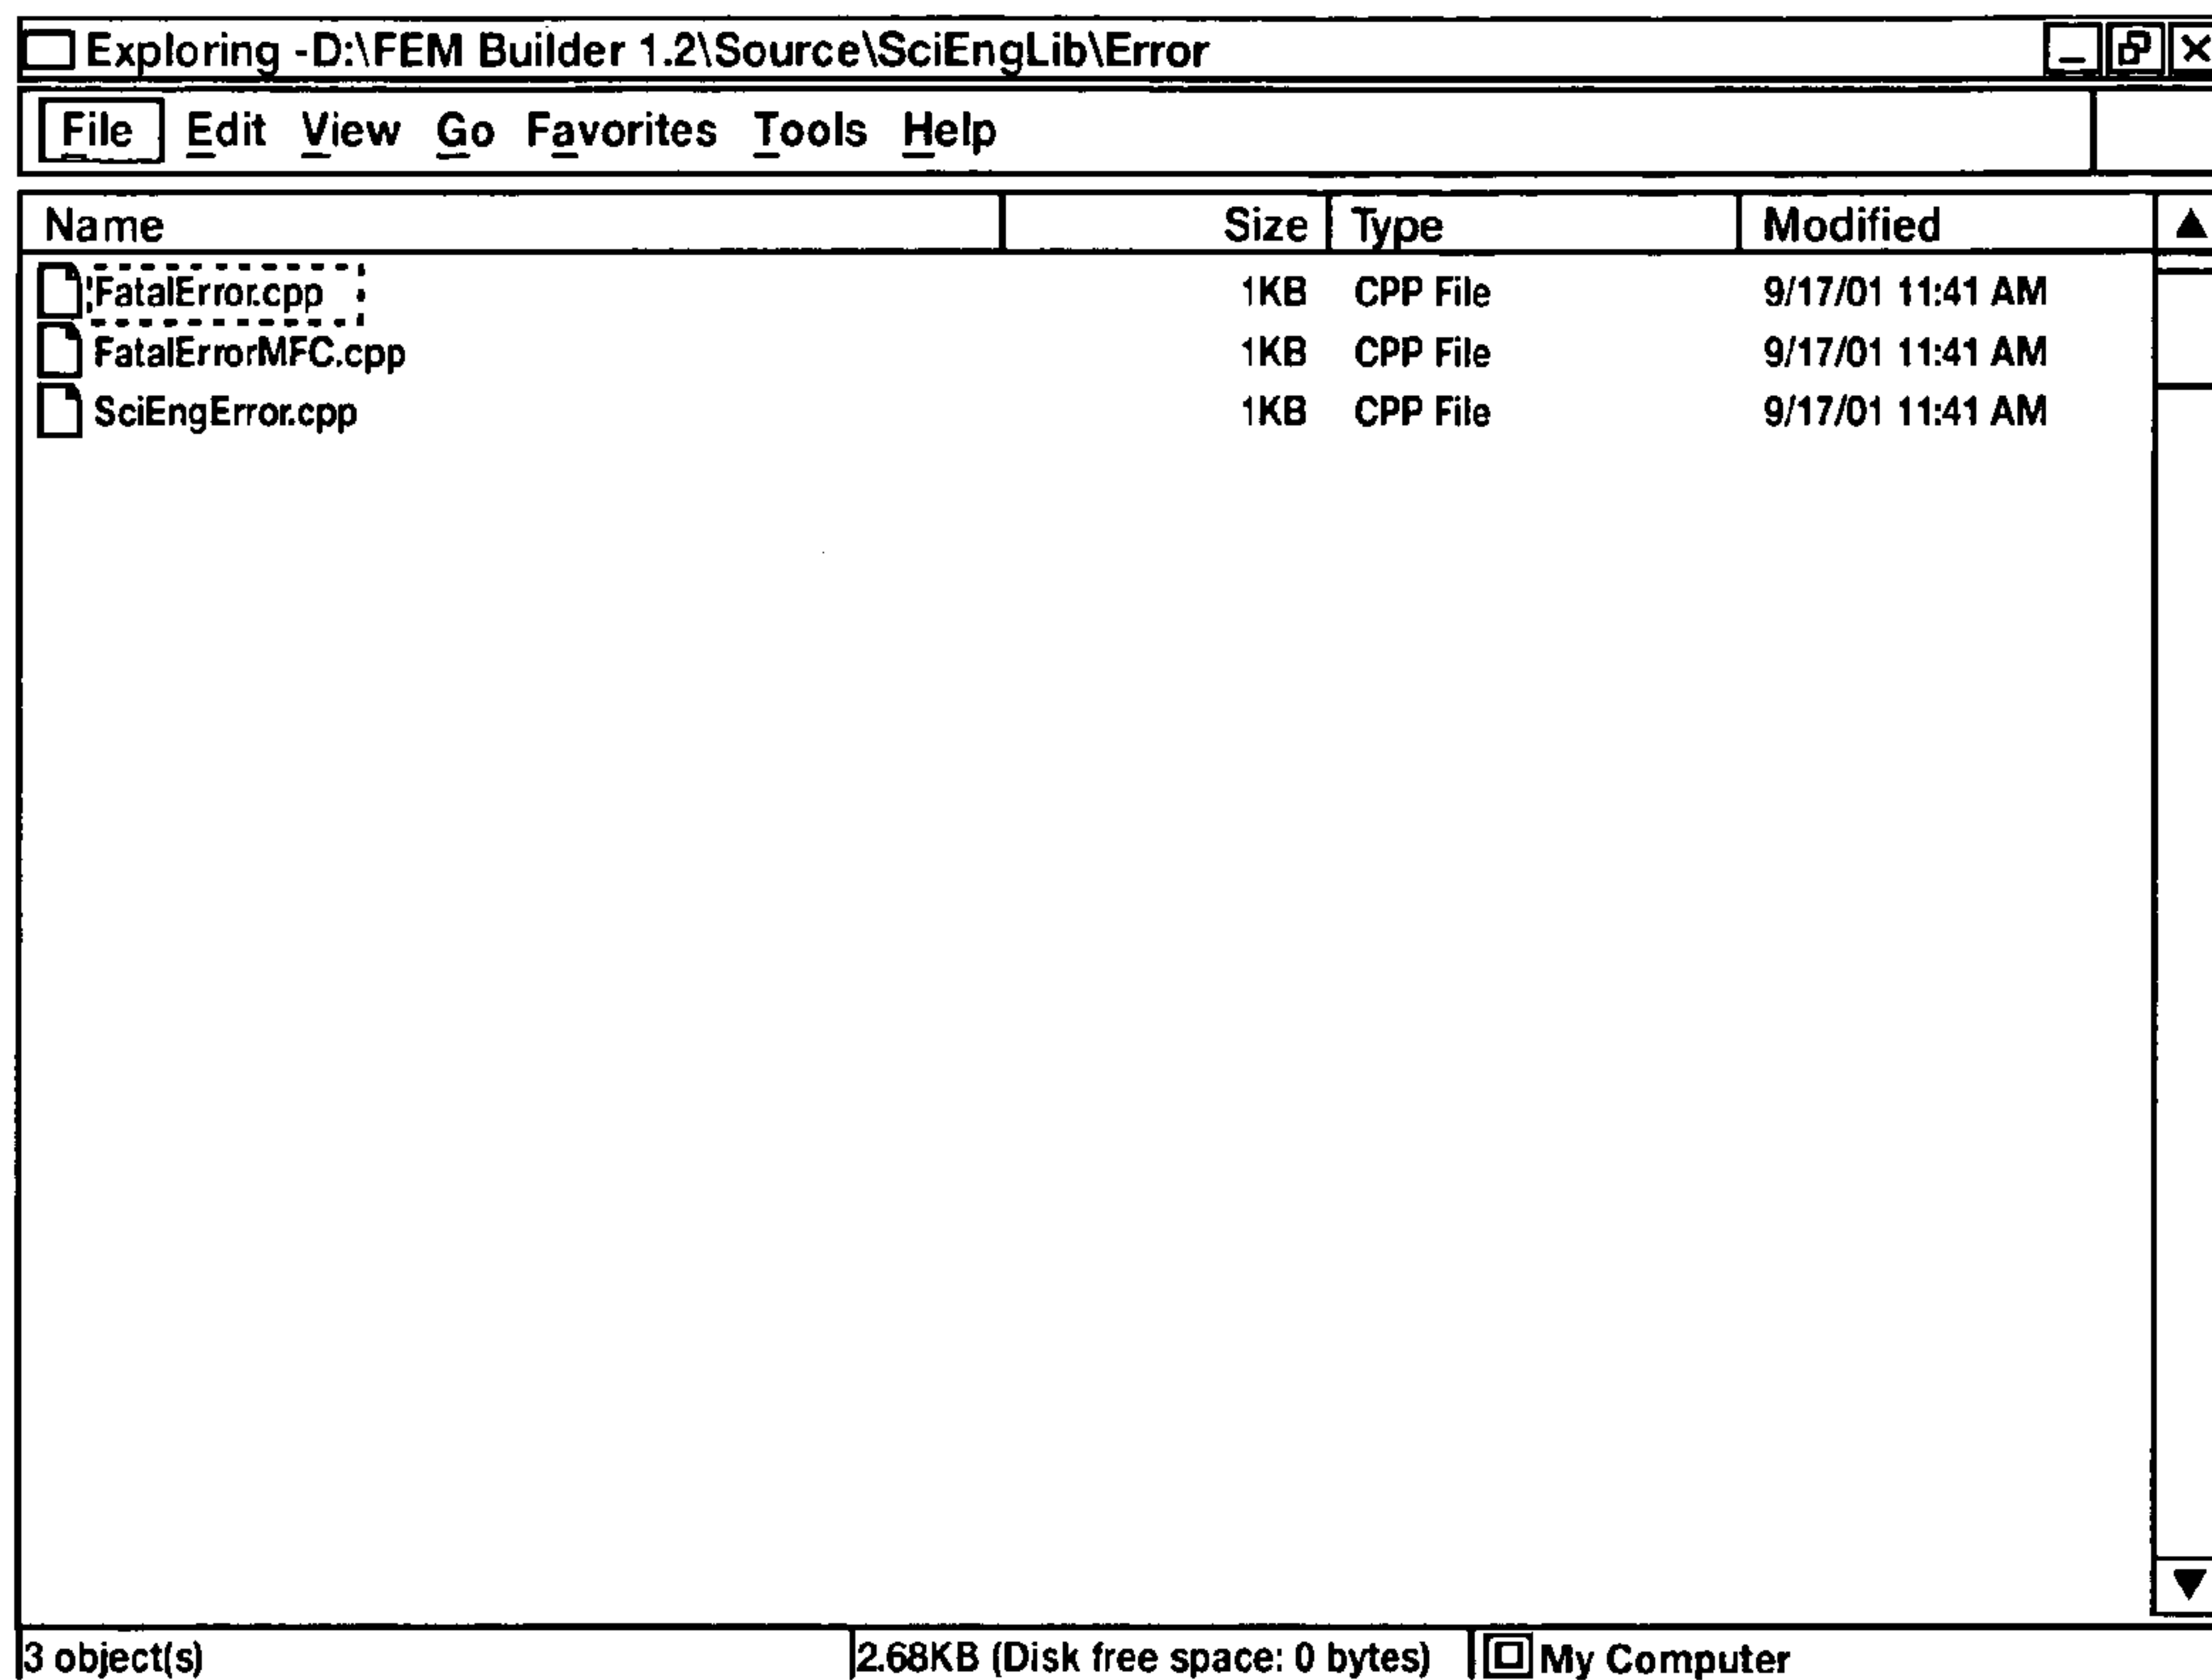 Exploring -D:\FEM Builder 1.2\Source\SciEngLib\Error
File Edit View Go Favorites Tools Help
Name Size Type Modified
FatalError.cpp 1KB CPP File 9/17/01 11:41 AM
FatalErrorMFC.cpp 1KB CPP File 9/17/01 11:41 AM
SciEngError.cpp 1KB CPP File 9/17/01 11:41 AM
3 object(s) 2.68KB (Disk free space: 0 bytes) My Computer